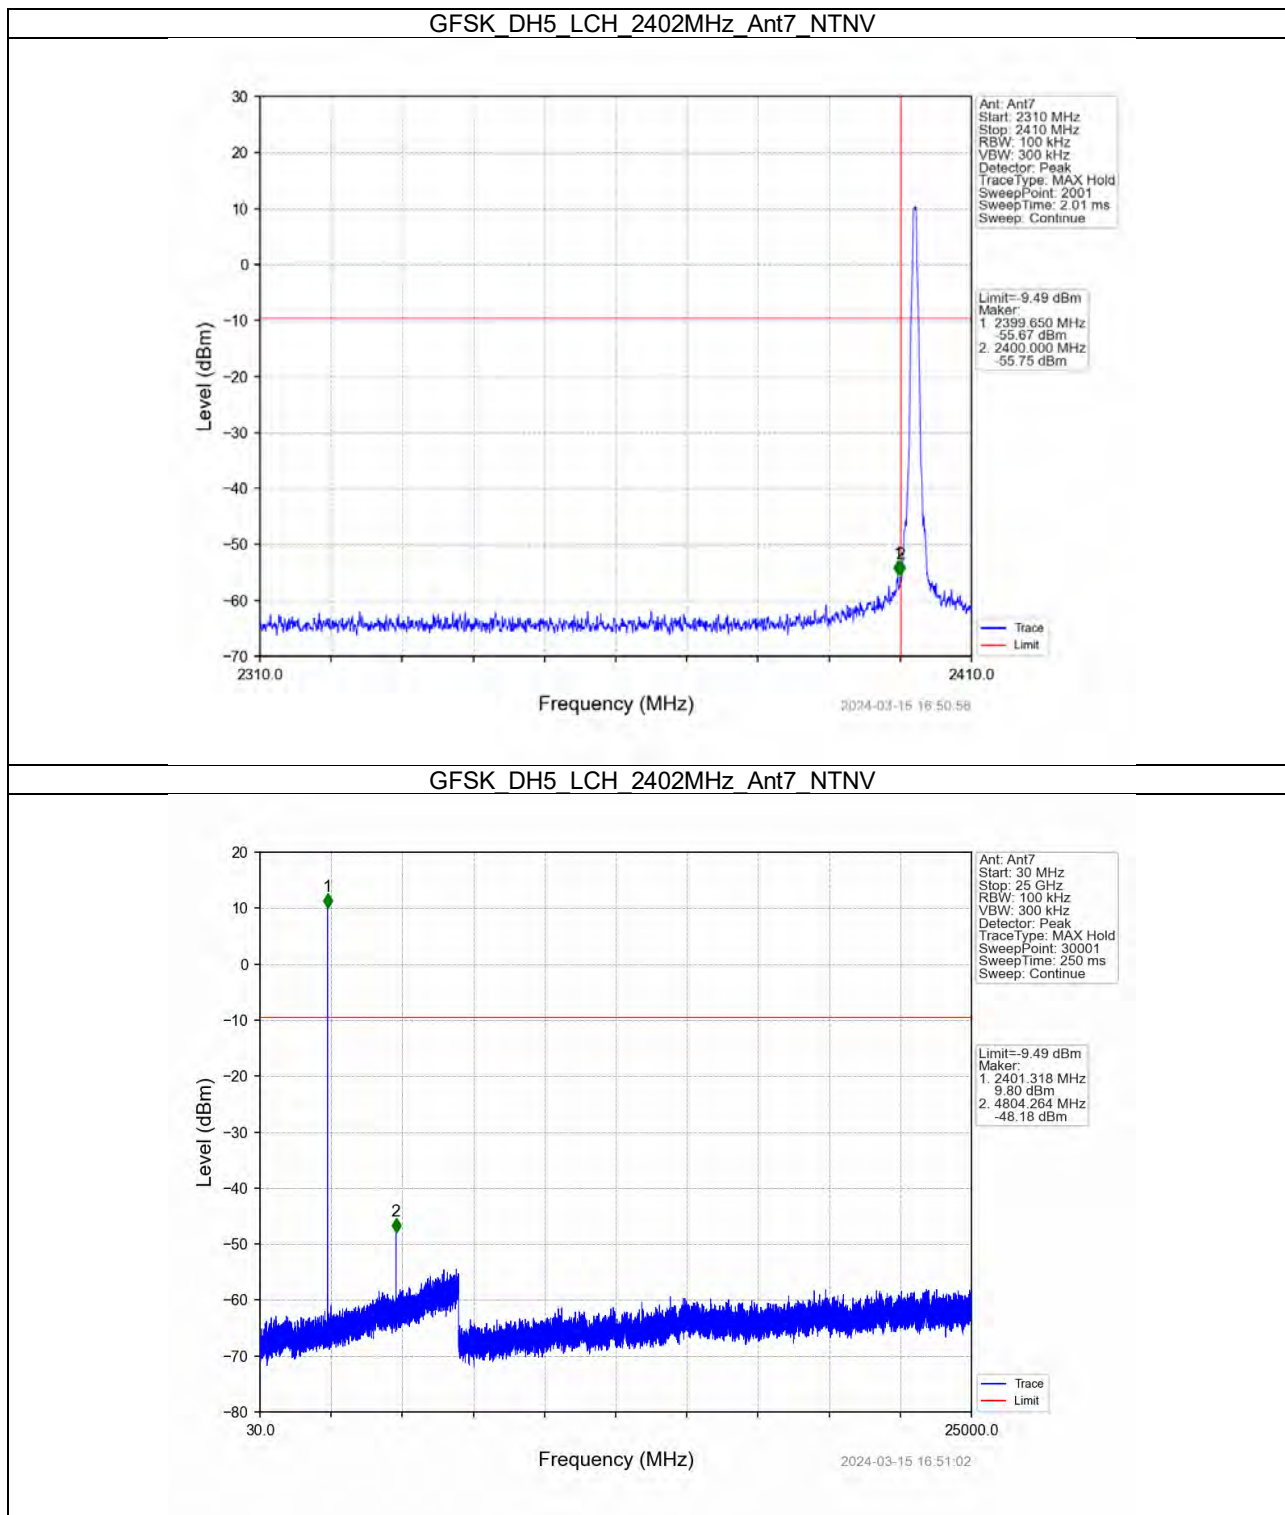 GFSK_DH5_LCH_2402MHz_Ant7_NTNV
30
20
10
0
−10
−20
−30
−40
−50
−60
−70
Level (dBm)
1
2
2310.0
2410.0
Frequency (MHz)
2024-03-15 16:50:56
Ant: Ant7
Start: 2310 MHz
Stop: 2410 MHz
RBW: 100 kHz
VBW: 300 kHz
Detector: Peak
TraceType: MAX Hold
SweepPoint: 2001
SweepTime: 2.01 ms
Sweep: Continue
Limit=-9.49 dBm
Maker:
1. 2399.650 MHz
-55.67 dBm
2. 2400.000 MHz
-55.75 dBm
Trace
Limit
GFSK_DH5_LCH_2402MHz_Ant7_NTNV
20
10
0
−10
−20
−30
−40
−50
−60
−70
−80
Level (dBm)
1
2
30.0
25000.0
Frequency (MHz)
2024-03-15 16:51:02
Ant: Ant7
Start: 30 MHz
Stop: 25 GHz
RBW: 100 kHz
VBW: 300 kHz
Detector: Peak
TraceType: MAX Hold
SweepPoint: 30001
SweepTime: 250 ms
Sweep: Continue
Limit=-9.49 dBm
Maker:
1. 2401.318 MHz
9.80 dBm
2. 4804.264 MHz
-48.18 dBm
Trace
Limit